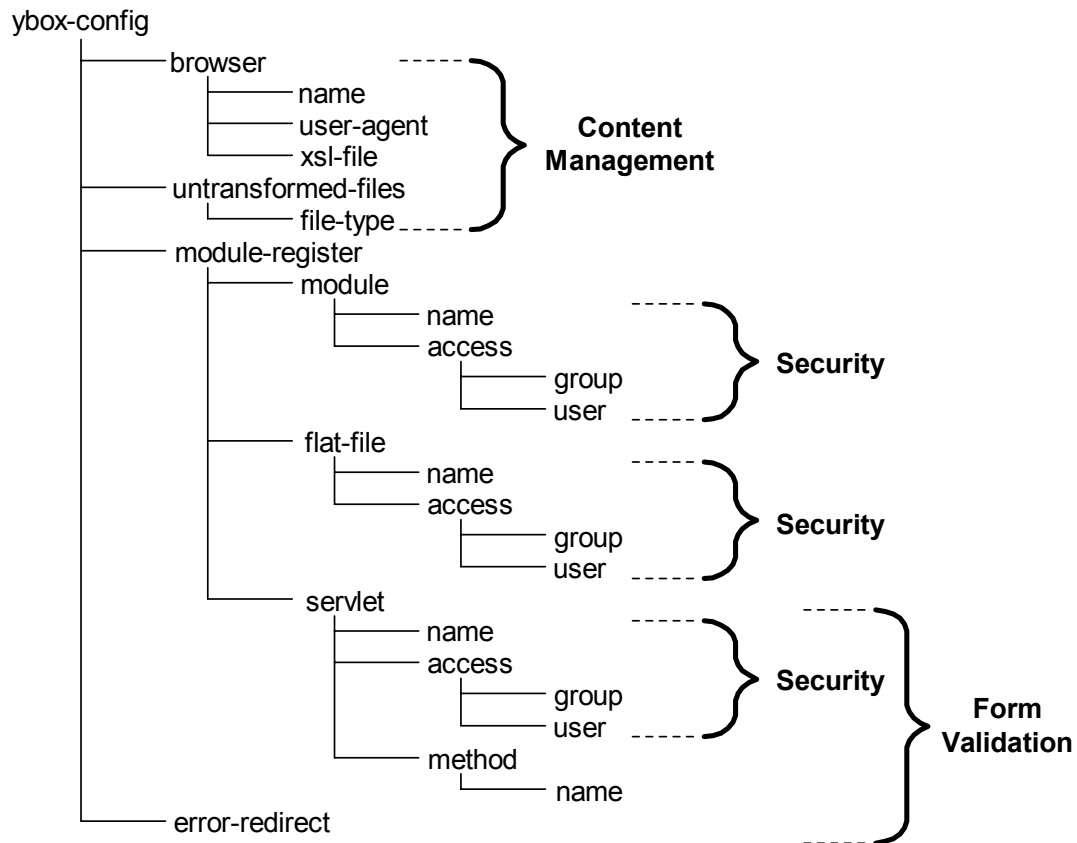 ybox-config
browser
name
user-agent
xsl-file
Content
Management
untransformed-files
file-type
module-register
module
name
access
group
user
Security
flat-file
name
access
group
user
Security
servlet
name
access
group
user
Security
method
name
Form
Validation
error-redirect